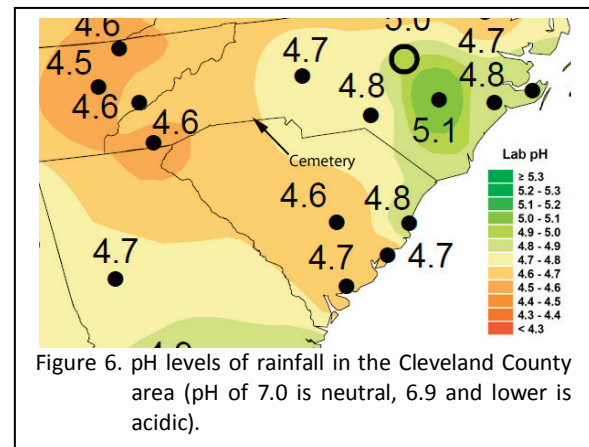 4.6
5.0
4.7
4.7
4.5
4.8
4.8
4.6
4.6
5.1
Cemetery
Lab pH
≥ 5.3
5.2 - 5.3
5.1 - 5.2
5.0 - 5.1
4.9 - 5.0
4.8 - 4.9
4.7 - 4.8
4.6 - 4.7
4.5 - 4.6
4.4 - 4.5
4.3 - 4.4
< 4.3
4.6
4.8
4.7
4.7
4.7
Figure 6. pH levels of rainfall in the Cleveland County
area (pH of 7.0 is neutral, 6.9 and lower is
acidic).